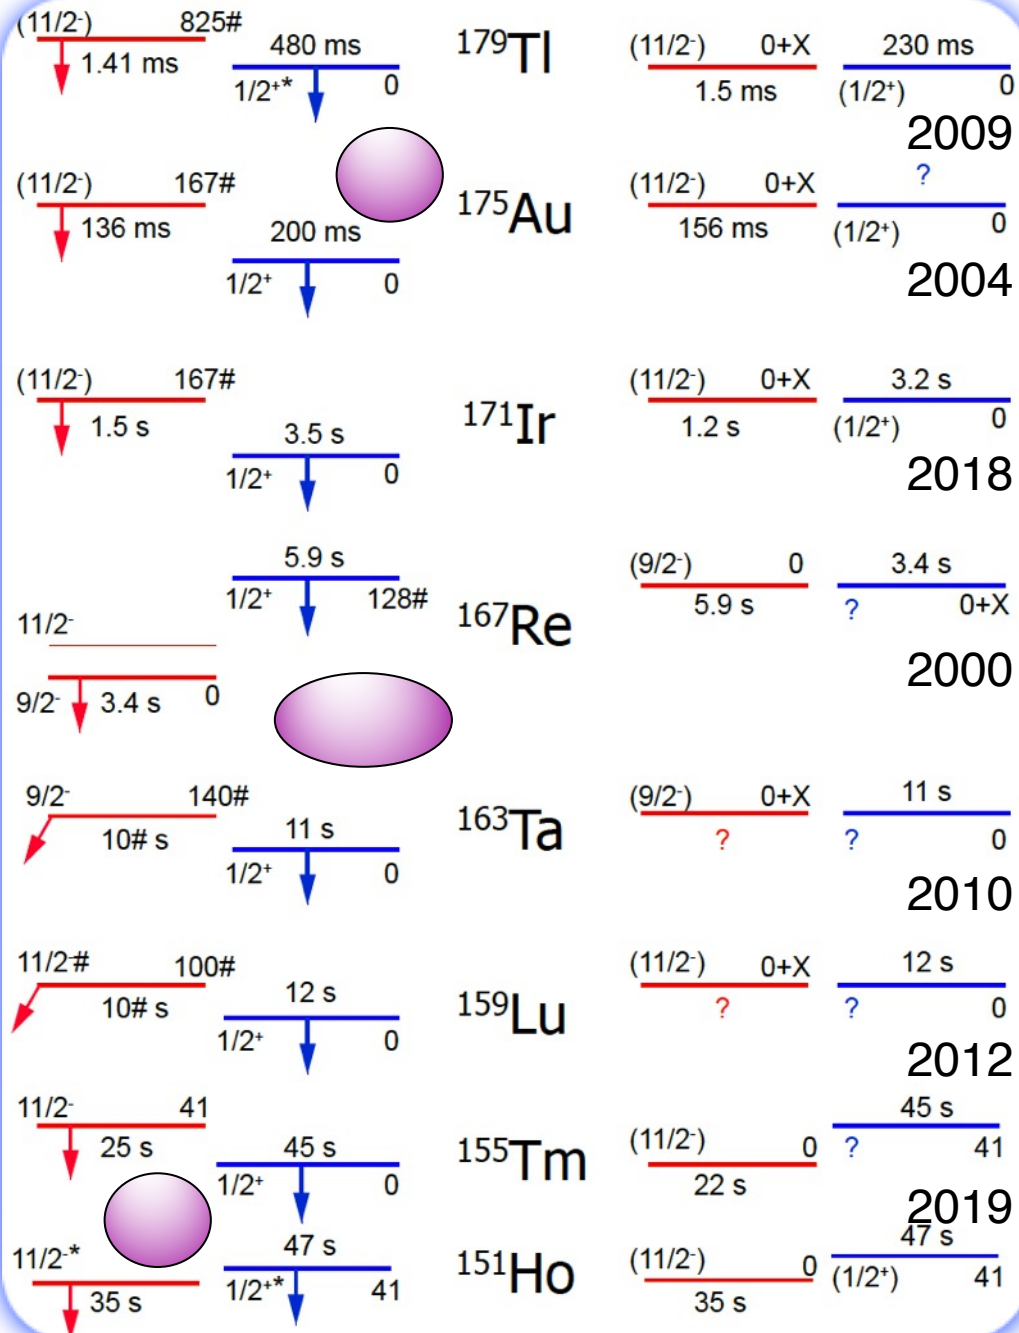 (11/2-) 825#
1.41 ms
480 ms
1/2+* 0
179Tl
(11/2-) 0+X
1.5 ms
230 ms
(1/2+) 0
2009
(11/2-) 167#
136 ms
200 ms
1/2+ 0
175Au
(11/2-) 0+X
156 ms
?
(1/2+) 0
2004
(11/2-) 167#
1.5 s
3.5 s
1/2+ 0
171Ir
(11/2-) 0+X
1.2 s
3.2 s
(1/2+) 0
2018
5.9 s
1/2+ 128#
11/2-
9/2- 3.4 s 0
167Re
(9/2-) 0
5.9 s
3.4 s
? 0+X
2000
9/2- 140#
10# s
11 s
1/2+ 0
163Ta
(9/2-) 0+X
?
11 s
? 0
2010
11/2-# 100#
10# s
12 s
1/2+ 0
159Lu
(11/2-) 0+X
?
12 s
? 0
2012
11/2- 41
25 s
45 s
1/2+ 0
155Tm
(11/2-) 0
22 s
45 s
? 41
2019
11/2-*
35 s
47 s
1/2+* 41
151Ho
(11/2-) 0
35 s
47 s
(1/2+) 41